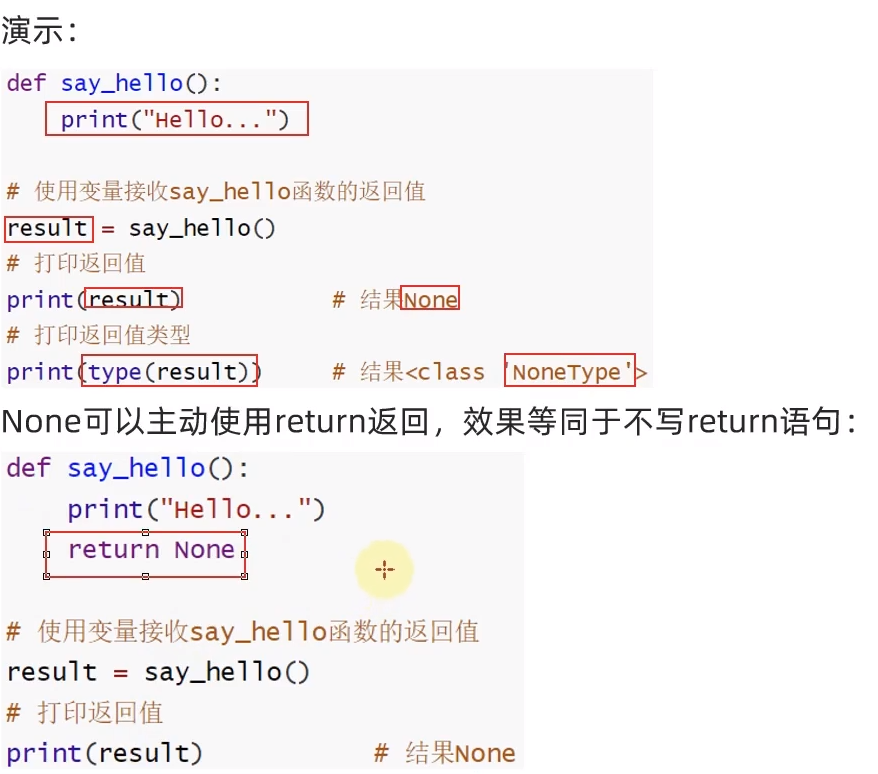 演示：
def say_hello():
    print("Hello...")
# 使用变量接收say_hello函数的返回值
result = say_hello()
# 打印返回值
print(result)          # 结果None
# 打印返回值类型
print(type(result))     # 结果<class 'NoneType'>
None可以主动使用return返回，效果等同于不写return语句：
def say_hello():
    print("Hello...")
    return None
# 使用变量接收say_hello函数的返回值
result = say_hello()
# 打印返回值
print(result)           # 结果None